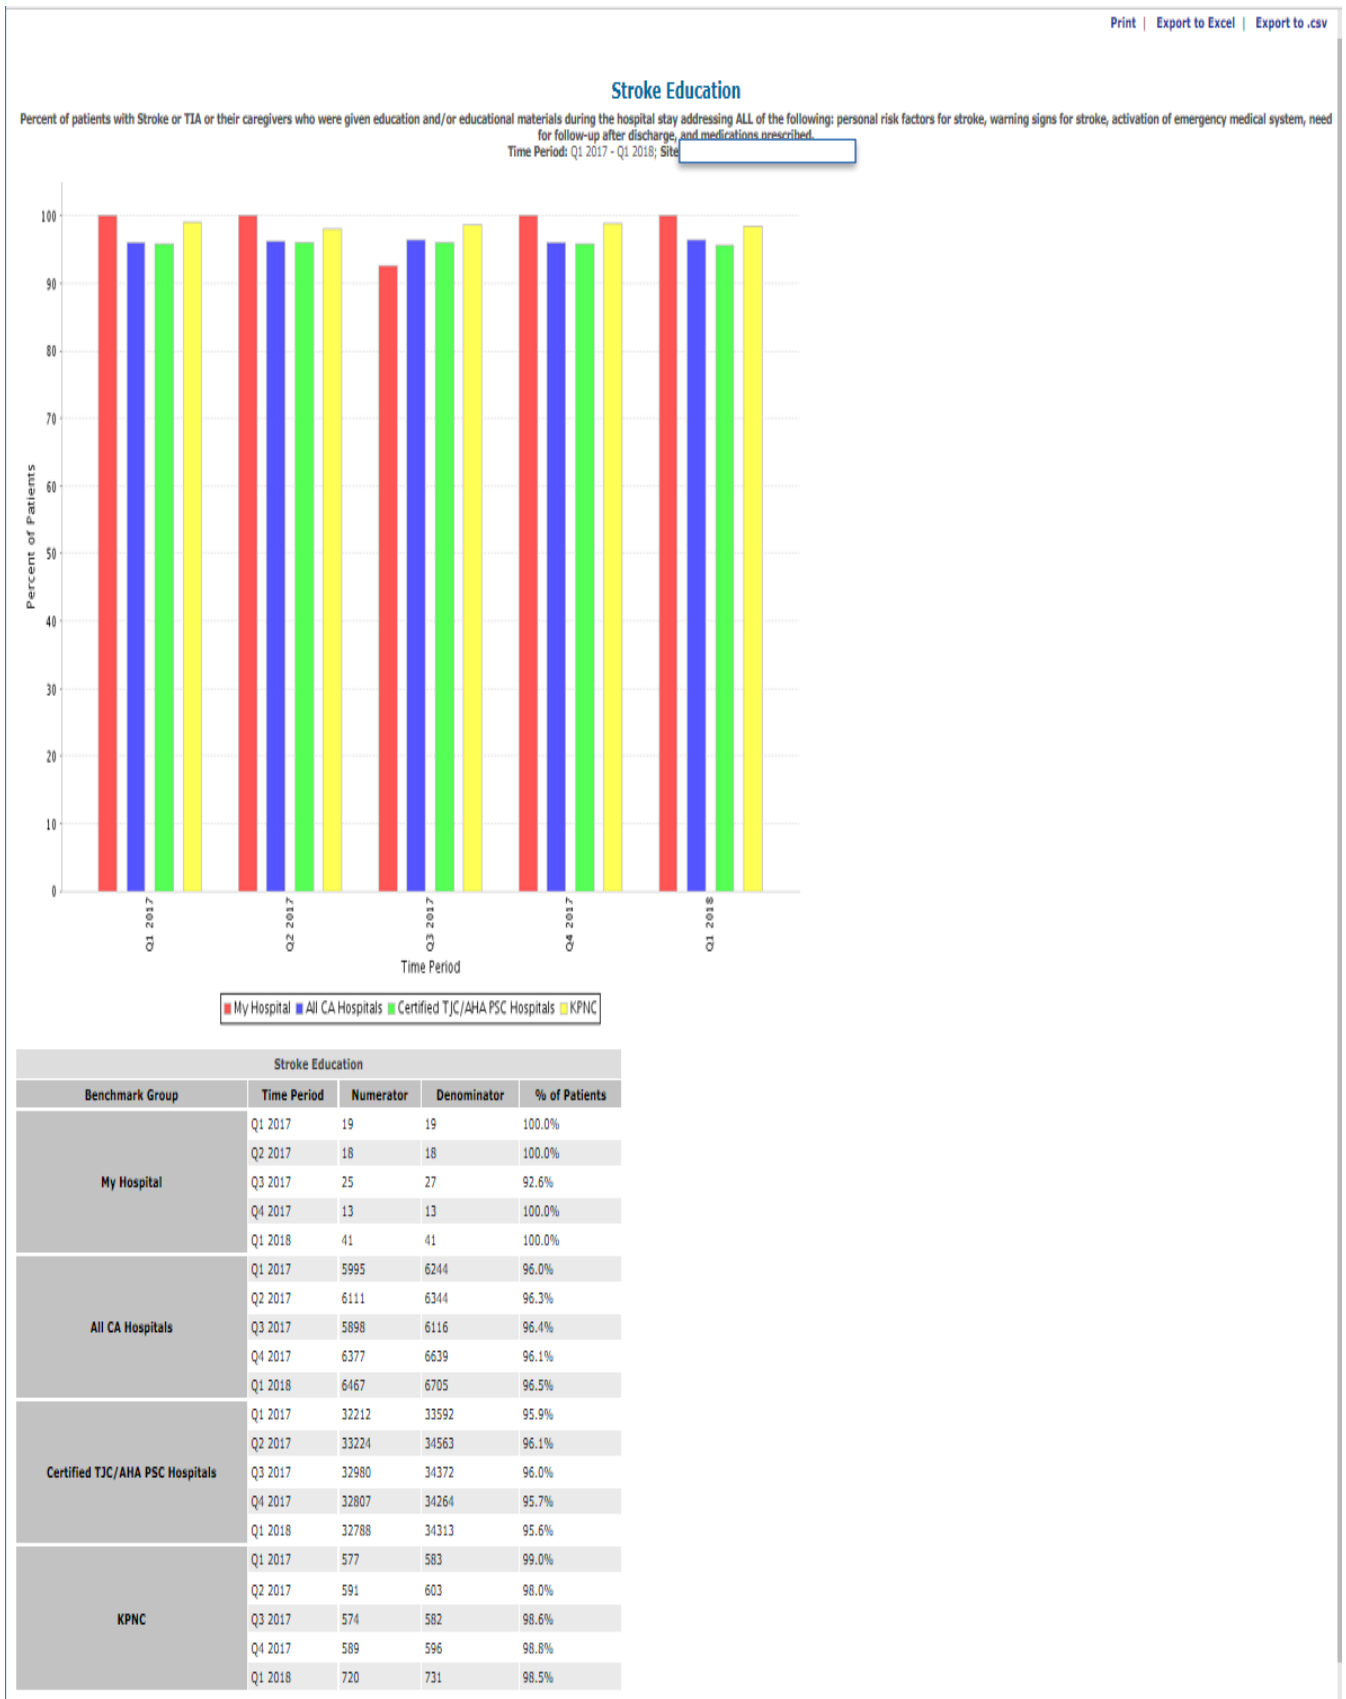 Print | Export to Excel | Export to .csv
Stroke Education
Percent of patients with Stroke or TIA or their caregivers who were given education and/or educational materials during the hospital stay addressing ALL of the following: personal risk factors for stroke, warning signs for stroke, activation of emergency medical system, need
for follow-up after discharge, and medications prescribed.
Time Period: Q1 2017 - Q1 2018; Site
100
90
80
70
60
50
40
30
20
10
0
Percent of Patients
Q1 2017
Q2 2017
Q3 2017
Q4 2017
Q1 2018
Time Period
My Hospital All CA Hospitals Certified TJC/AHA PSC Hospitals KPNC
Stroke Education
Benchmark Group Time Period Numerator Denominator % of Patients
My Hospital
Q1 2017 19 19 100.0%
Q2 2017 18 18 100.0%
Q3 2017 25 27 92.6%
Q4 2017 13 13 100.0%
Q1 2018 41 41 100.0%
All CA Hospitals
Q1 2017 5995 6244 96.0%
Q2 2017 6111 6344 96.3%
Q3 2017 5898 6116 96.4%
Q4 2017 6377 6639 96.1%
Q1 2018 6467 6705 96.5%
Certified TJC/AHA PSC Hospitals
Q1 2017 32212 33592 95.9%
Q2 2017 33224 34563 96.1%
Q3 2017 32980 34372 96.0%
Q4 2017 32807 34264 95.7%
Q1 2018 32788 34313 95.6%
KPNC
Q1 2017 577 583 99.0%
Q2 2017 591 603 98.0%
Q3 2017 574 582 98.6%
Q4 2017 589 596 98.8%
Q1 2018 720 731 98.5%